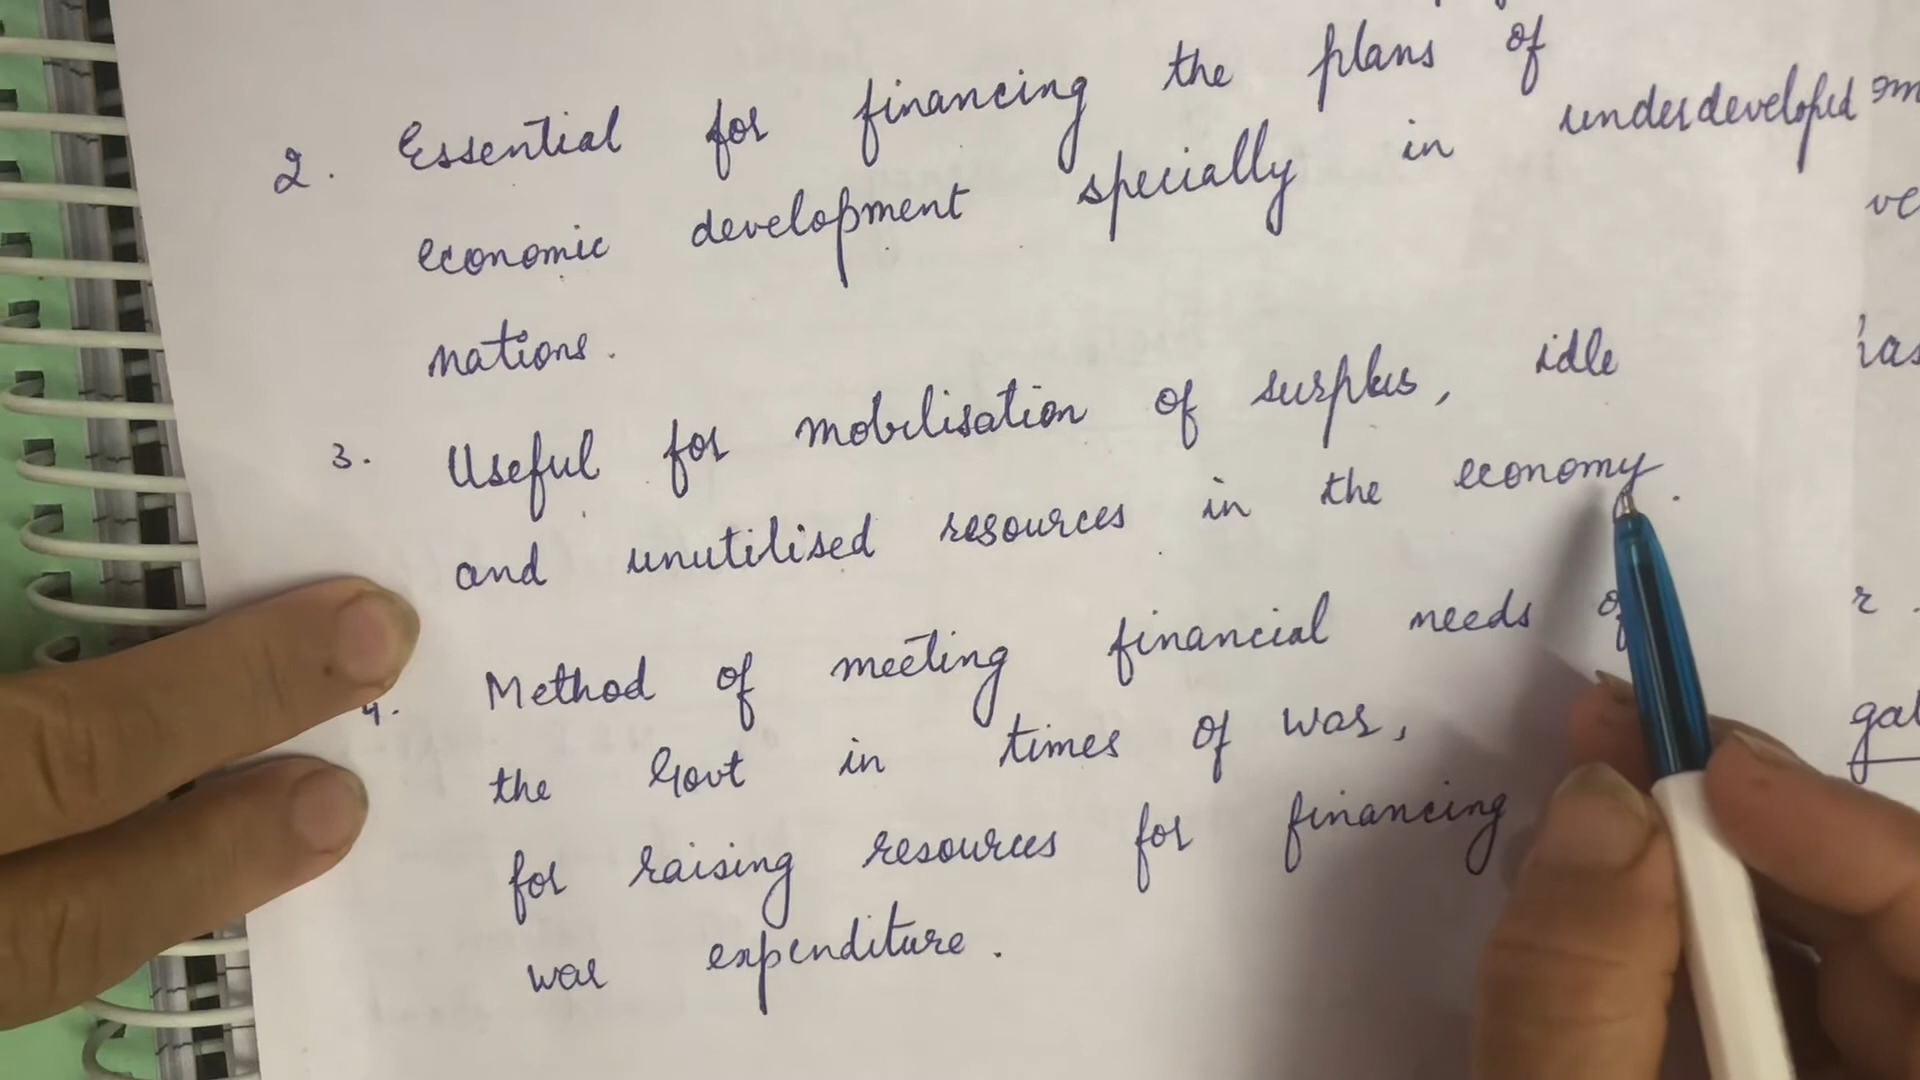 2. Essential for financing the plans of
economic development specially in underdeveloped
nations.
3. Useful for mobilisation of surplus, idle
and unutilised resources in the economy.
4. Method of meeting financial needs of
the Govt in times of war,
for raising resources for financing
war expenditure.